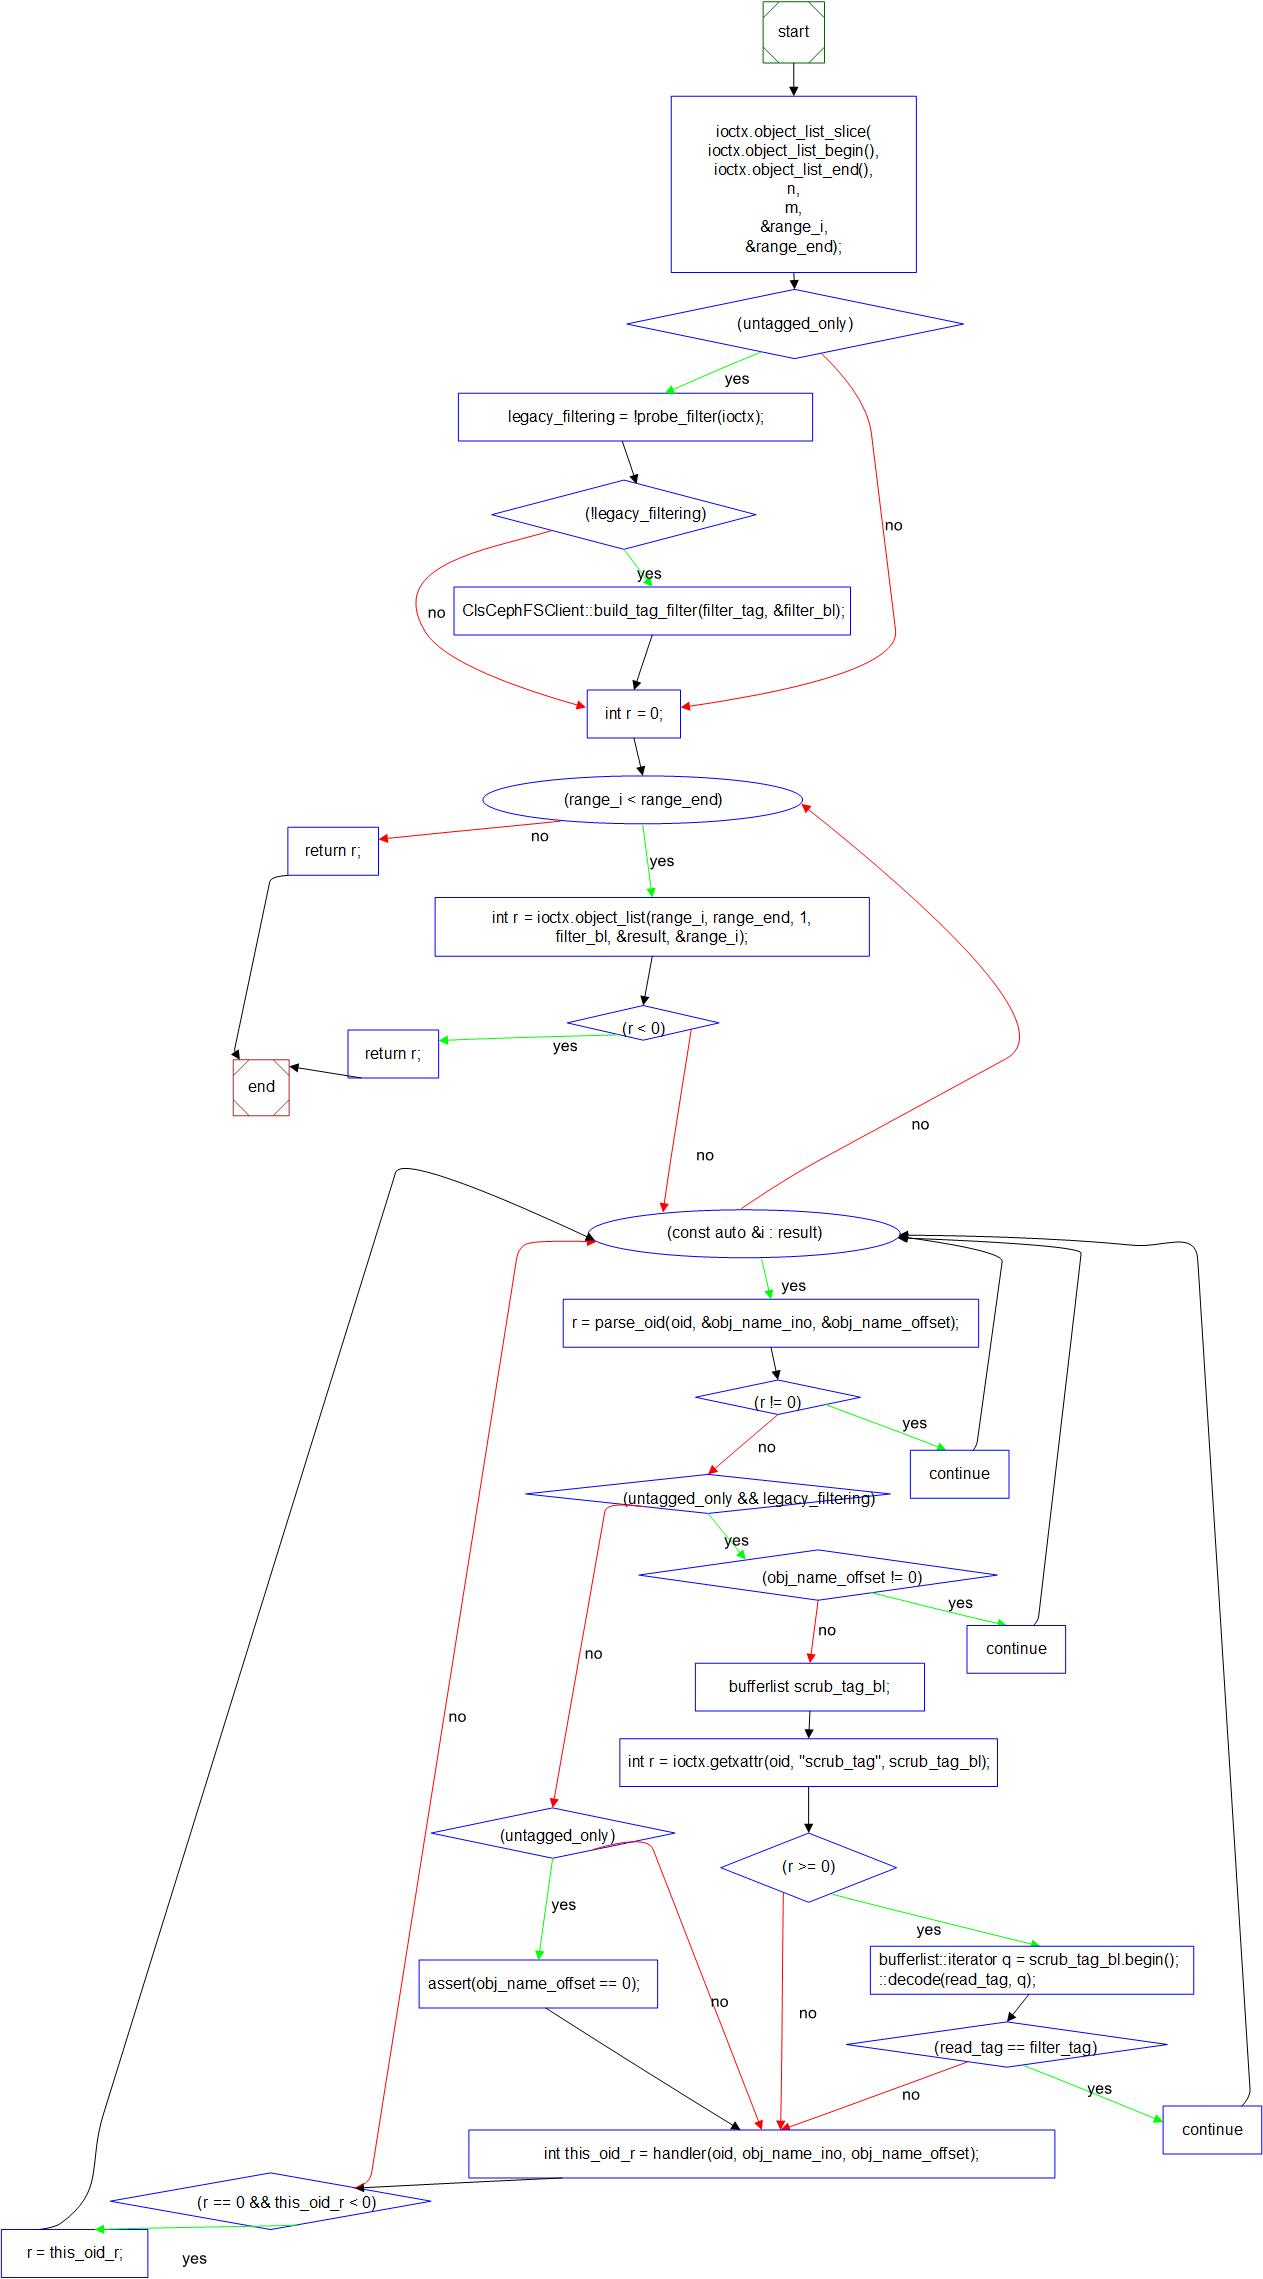 start
ioctx.object_list_slice(
ioctx.object_list_begin(),
ioctx.object_list_end(),
n,
m,
&range_i,
&range_end);
(untagged_only)
yes
legacy_filtering = !probe_filter(ioctx);
(!legacy_filtering)
no
yes
no
ClsCephFSClient::build_tag_filter(filter_tag, &filter_bl);
int r = 0;
(range_i < range_end)
no
return r;
yes
int r = ioctx.object_list(range_i, range_end, 1,
filter_bl, &result, &range_i);
(r < 0)
yes
return r;
end
no
no
(const auto &i : result)
yes
r = parse_oid(oid, &obj_name_ino, &obj_name_offset);
(r != 0)
yes
no
continue
(untagged_only && legacy_filtering)
yes
(obj_name_offset != 0)
yes
no
continue
no
bufferlist scrub_tag_bl;
no
int r = ioctx.getxattr(oid, "scrub_tag", scrub_tag_bl);
(untagged_only)
(r >= 0)
yes
yes
bufferlist::iterator q = scrub_tag_bl.begin();
::decode(read_tag, q);
assert(obj_name_offset == 0);
no
no
(read_tag == filter_tag)
no
yes
continue
int this_oid_r = handler(oid, obj_name_ino, obj_name_offset);
(r == 0 && this_oid_r < 0)
r = this_oid_r;
yes